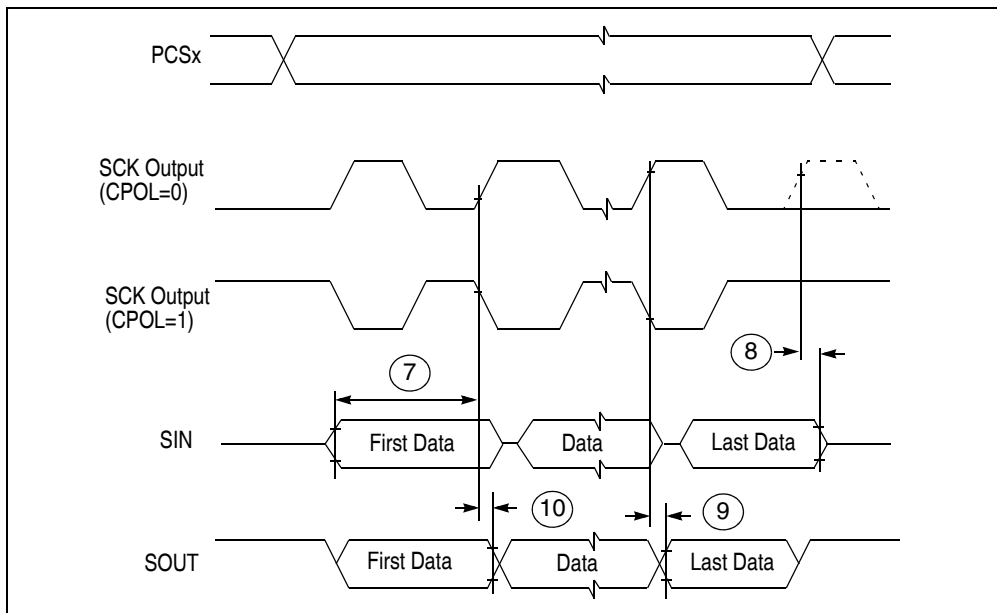 PCSx
SCK Output
(CPOL=0)
SCK Output
(CPOL=1)
8
7
SIN
First Data
Data
Last Data
10
9
SOUT
First Data
Data
Last Data